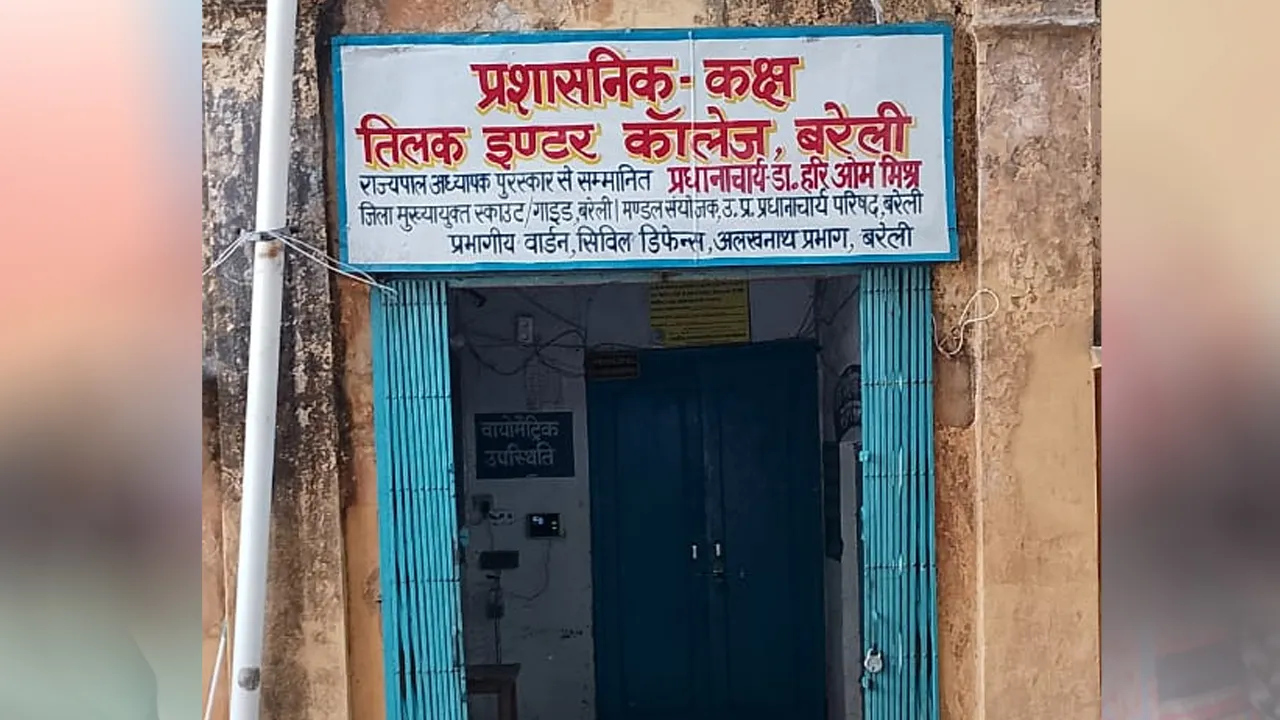 प्रशासनिक-कक्ष
तिलक इण्टर कॉलेज, बरेली
राज्यपाल अध्यापक पुरस्कार से सम्मानित प्रधानाचार्य-डा. हरि ओम मिश्र
जिला मुख्यायुक्त स्काउट/गाइड, बरेली। मण्डल संयोजक, उ. प्र. प्रधानाचार्य परिषद, बरेली
प्रभागीय वार्डन, सिविल डिफेन्स, अलखनाथ प्रभाग, बरेली
वायोमैट्रिक
उपस्थिति